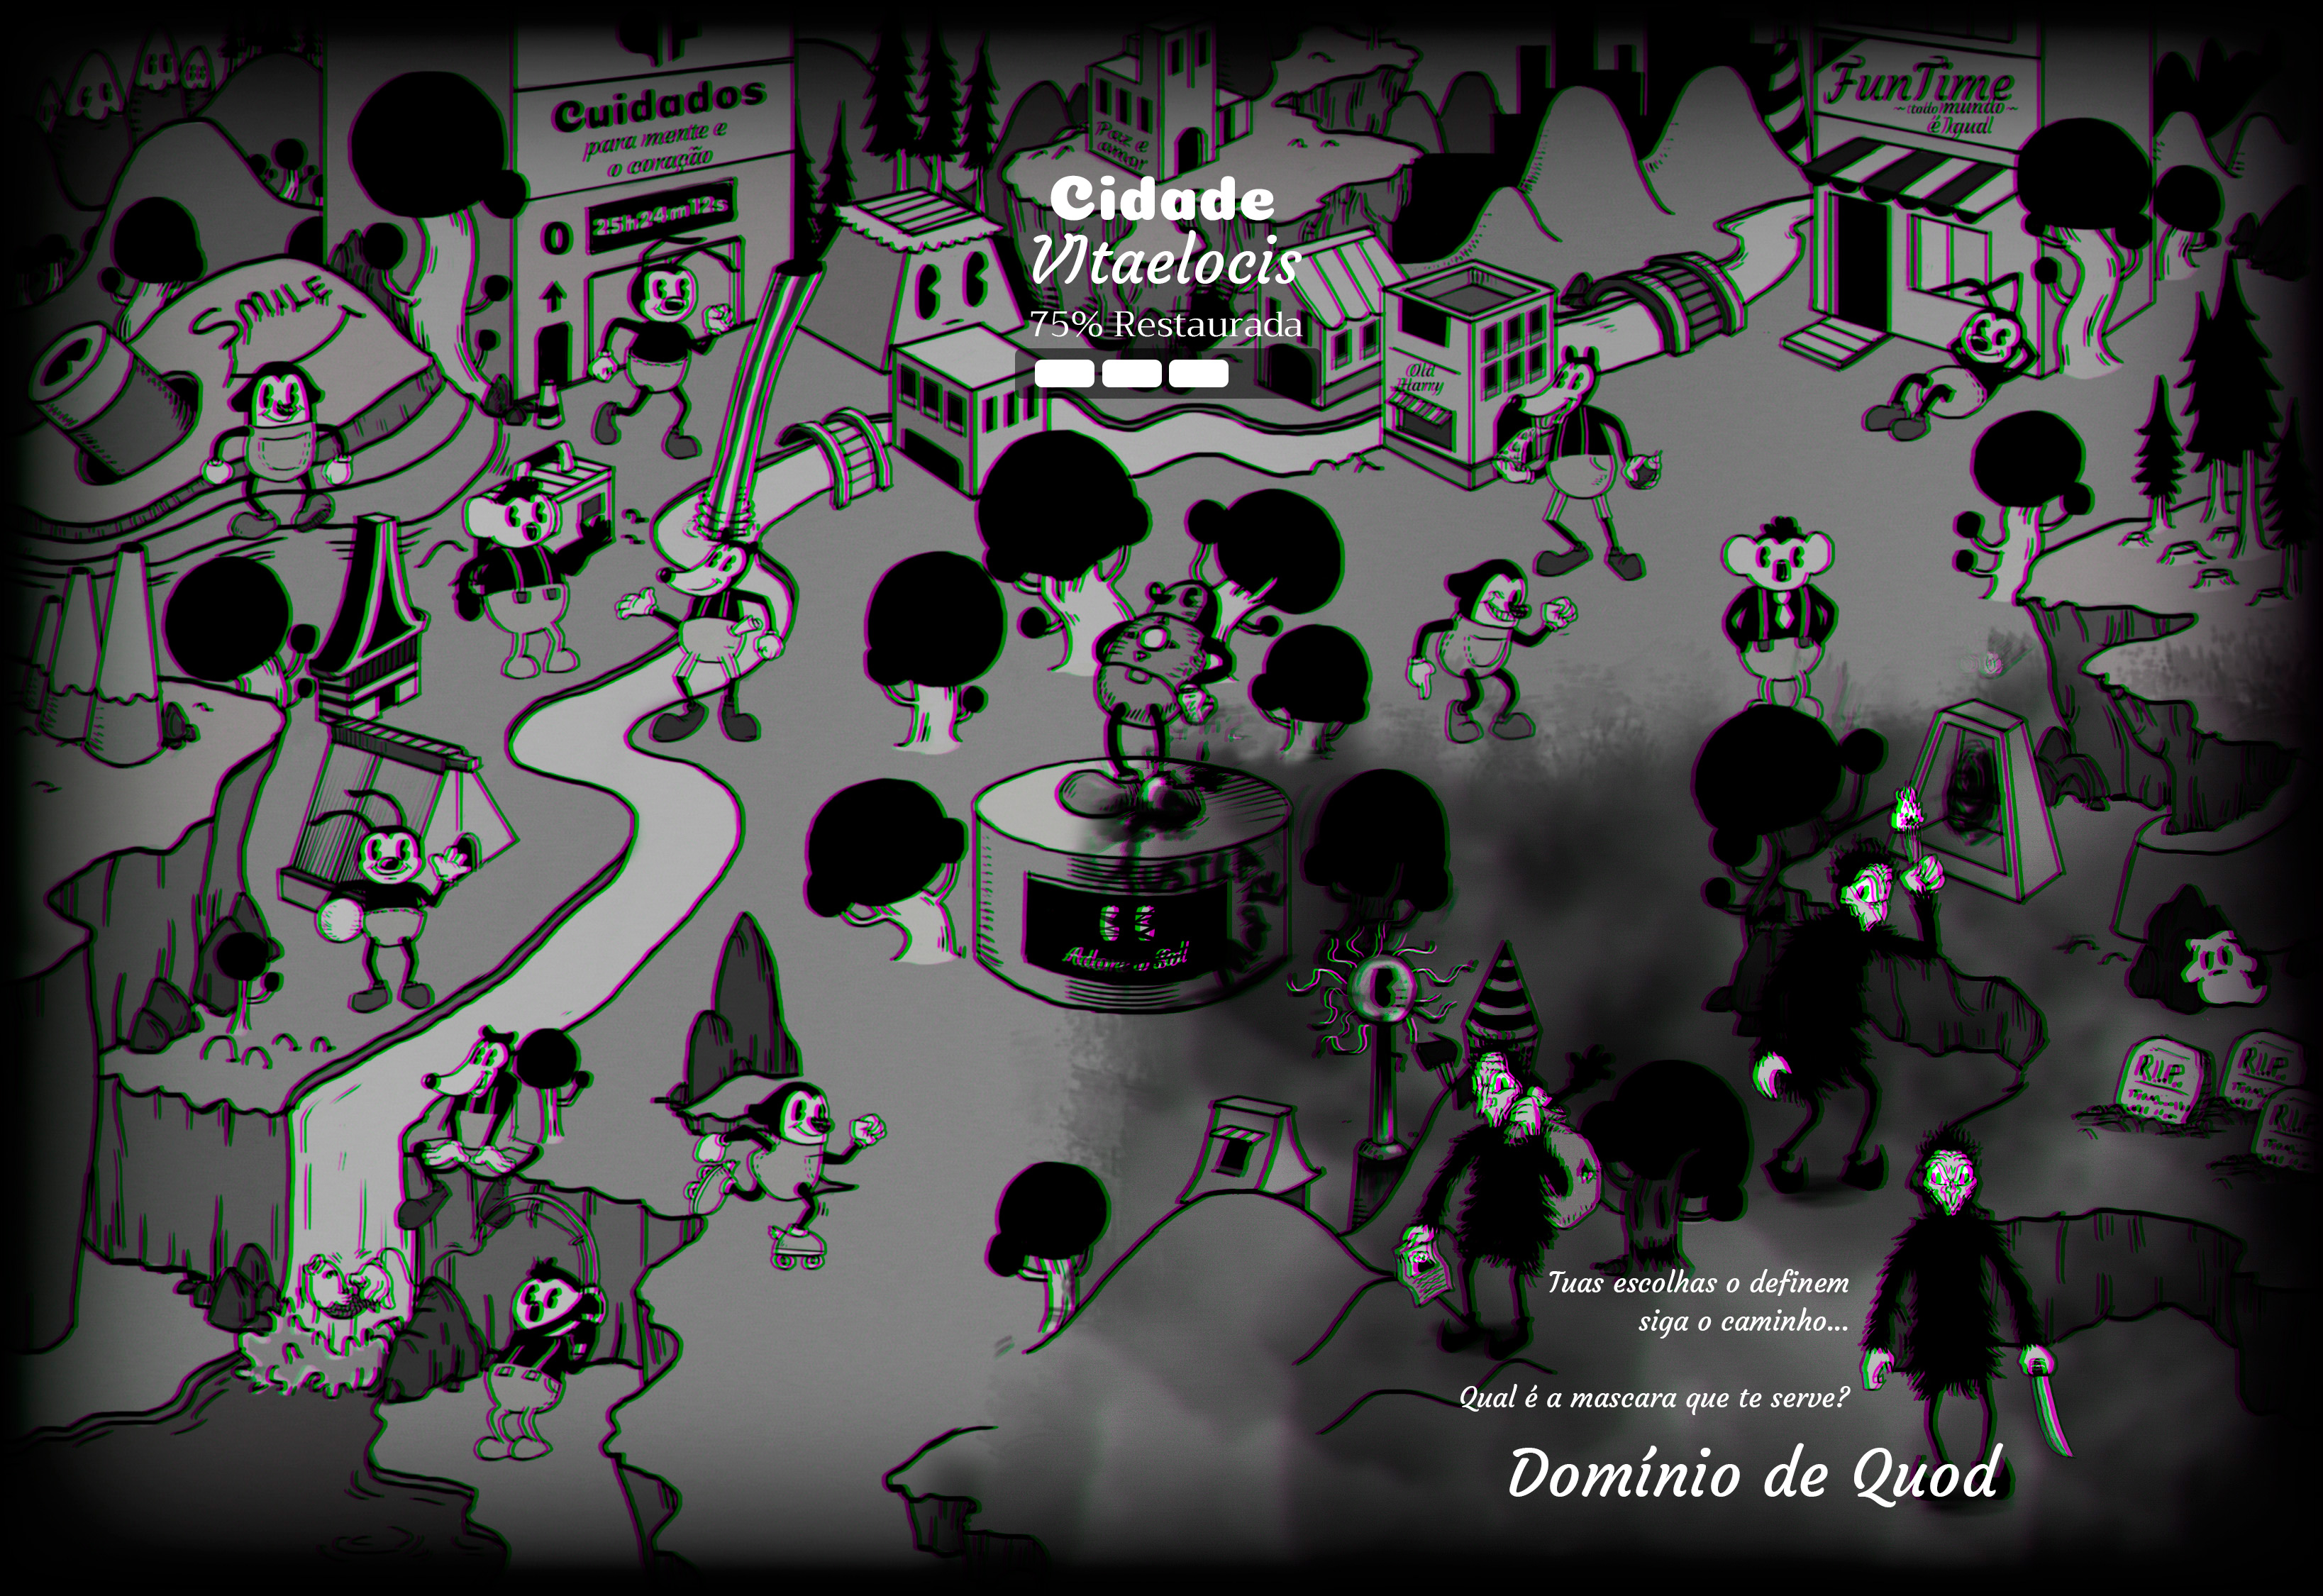 Cuidados
para mente e
o coração
0 25h24m12s
Paz e
amor
FunTime
~todo mundo~
é Igual
SMILE
Cidade
VItaelocis
75% Restaurada
Old
Harry
Adore o Sol
R.I.P.
R.I.P.
Tuas escolhas o definem
siga o caminho...
Qual é a mascara que te serve?
Domínio de Quod